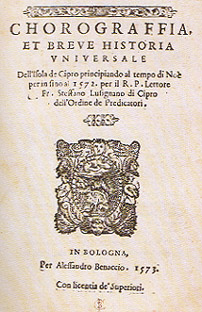 CHOROGRAFFIA,
ET BREVE HISTORIA
VNIVERSALE
Dell'Isola de Cipro principiando al tempo di Noè
per in sino al 1572. per il R. P. Lettore
Fr. Steffano Lusignano di Cipro
dell'Ordine de Predicatori.
IN BOLOGNA,
Per Alessandro Benaccio. 1573.
Con licentia de' Superiori.